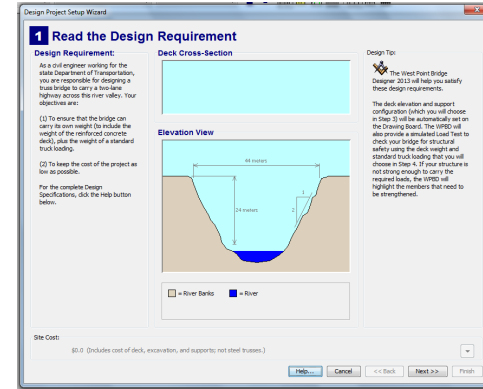 Design Project Setup Wizard
1 Read the Design Requirement
Design Requirement:
As a civil engineer working for the
state Department of Transportation,
you are responsible for designing a
truss bridge to carry a two-lane
highway across this river valley. Your
objectives are:
(1) To ensure that the bridge can
carry its own weight (to include the
weight of the reinforced concrete
deck), plus the weight of a standard
truck loading.
(2) To keep the cost of the project as
low as possible.
For the complete Design
Specifications, click the Help button
below.
Deck Cross-Section
Elevation View
44 meters
24 meters
1
2
= River Banks
= River
Design Tip:
The West Point Bridge
Designer 2013 will help you satisfy
these design requirements.
The deck elevation and support
configuration (which you will choose
in Step 3) will be automatically set on
the Drawing Board. The WPBD will
also provide a simulated Load Test to
check your bridge for structural
safety using the deck weight and
standard truck loading that you will
choose in Step 4. If your structure is
not strong enough to carry the
required loads, the WPBD will
highlight the members that need to
be strengthened.
Site Cost:
$0.0 (Includes cost of deck, excavation, and supports; not steel trusses.)
Help...
Cancel
<< Back
Next >>
Finish